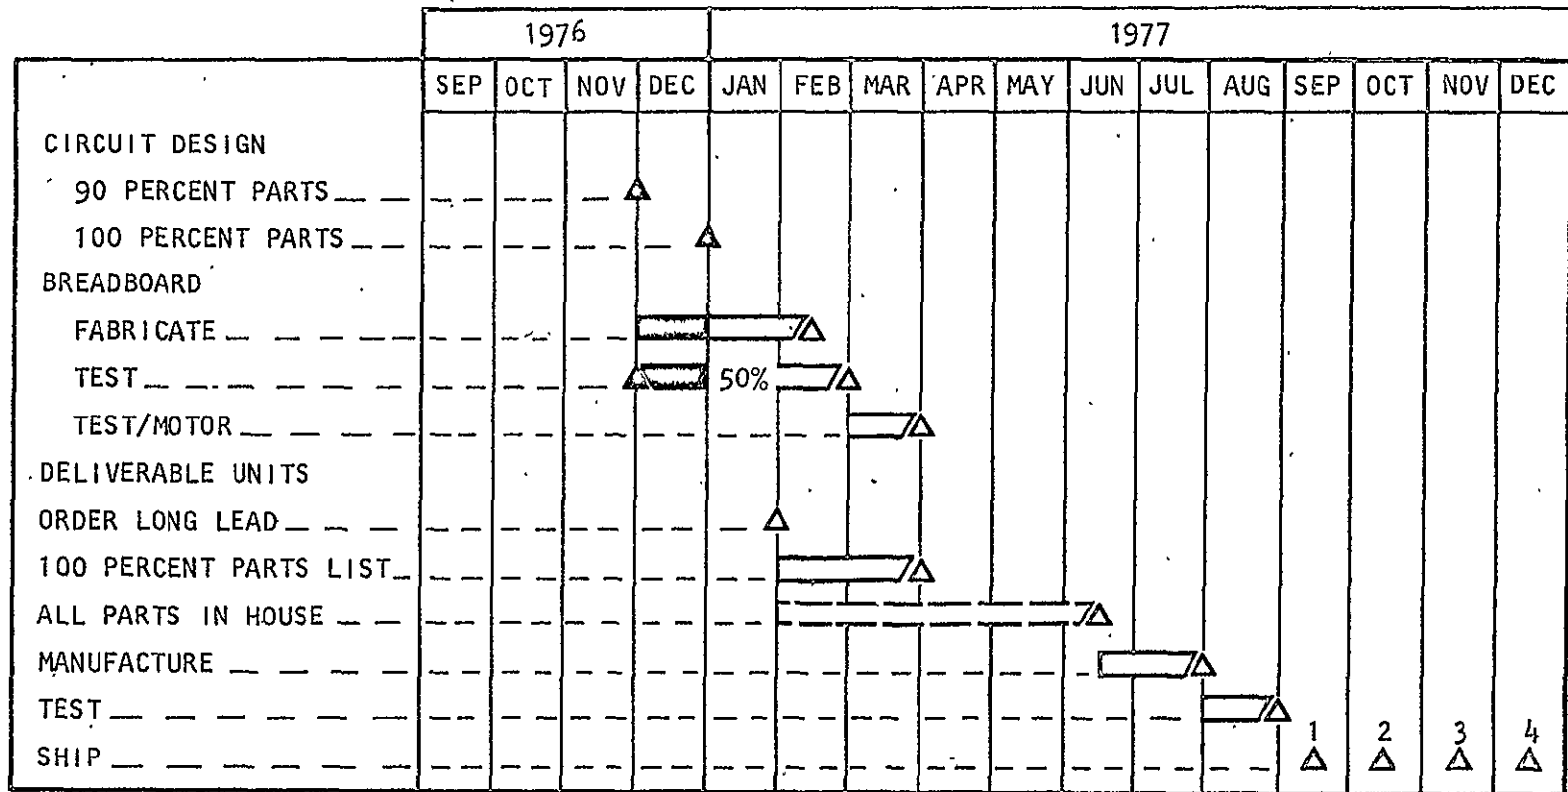 1976 1977
SEP OCT NOV DEC JAN FEB MAR APR MAY JUN JUL AUG SEP OCT NOV DEC
CIRCUIT DESIGN
90 PERCENT PARTS
100 PERCENT PARTS
BREADBOARD
FABRICATE
TEST 50%
TEST/MOTOR
DELIVERABLE UNITS
ORDER LONG LEAD
100 PERCENT PARTS LIST
ALL PARTS IN HOUSE
MANUFACTURE
TEST
1 2 3 4
SHIP